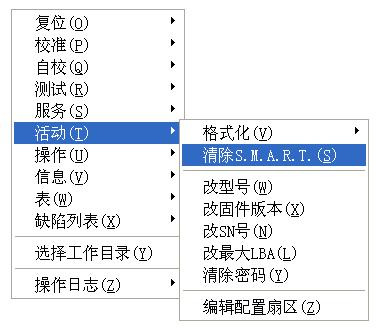 复位(O)
校准(P)
自校(Q)
测试(R)
服务(S)
活动(T)
操作(U)
信息(V)
表(W)
缺陷列表(X)
选择工作目录(Y)
操作日志(Z)
格式化(V)
清除S.M.A.R.T.(S)
改型号(W)
改固件版本(X)
改SN号(N)
改最大LBA(L)
清除密码(Y)
编辑配置扇区(Z)